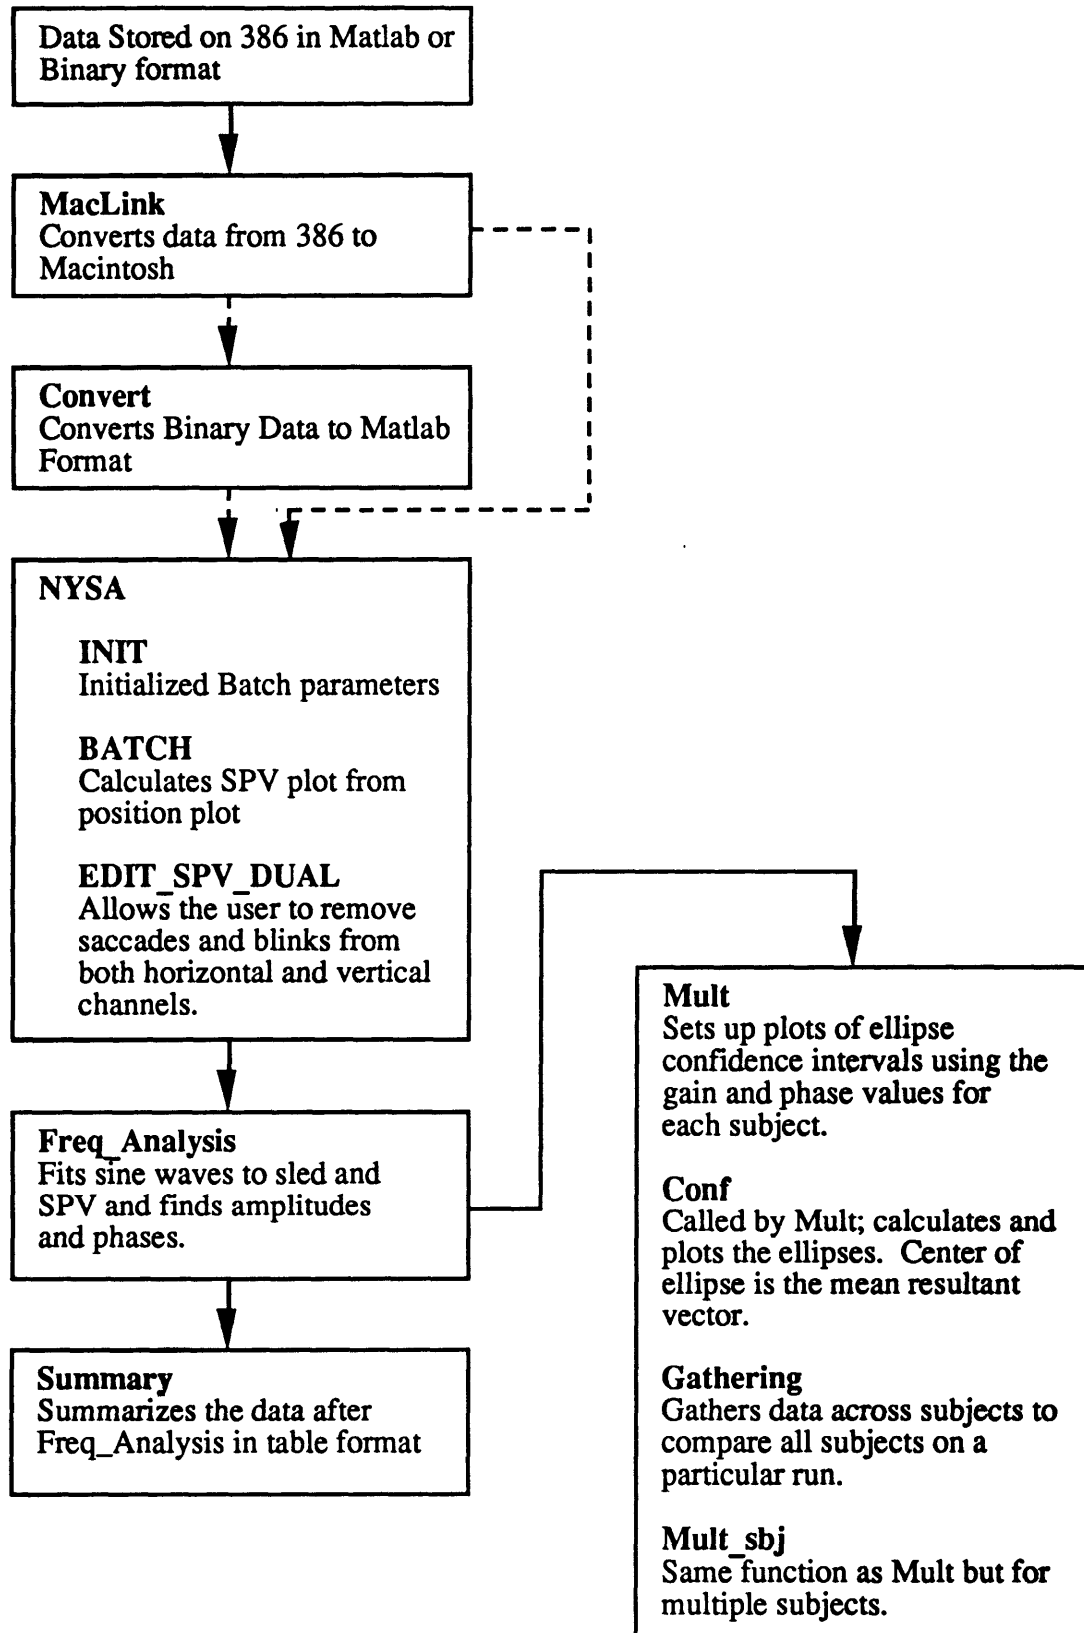 Data Stored on 386 in Matlab or
Binary format
MacLink
Converts data from 386 to
Macintosh
Convert
Converts Binary Data to Matlab
Format
NYSA
INIT
Initialized Batch parameters
BATCH
Calculates SPV plot from
position plot
EDIT_SPV_DUAL
Allows the user to remove
saccades and blinks from
both horizontal and vertical
channels.
Freq_Analysis
Fits sine waves to sled and
SPV and finds amplitudes
and phases.
Summary
Summarizes the data after
Freq_Analysis in table format
Mult
Sets up plots of ellipse
confidence intervals using the
gain and phase values for
each subject.
Conf
Called by Mult; calculates and
plots the ellipses. Center of
ellipse is the mean resultant
vector.
Gathering
Gathers data across subjects to
compare all subjects on a
particular run.
Mult_sbj
Same function as Mult but for
multiple subjects.